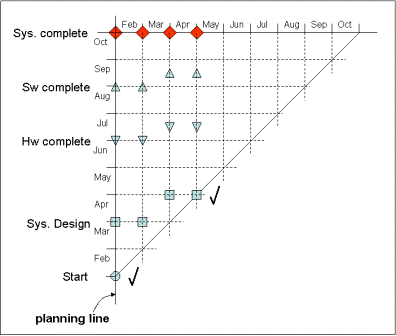 Feb Mar Apr May Jun Jul Aug Sep Oct
Sys. complete
Oct
Sep
Sw complete
Aug
Jul
Hw complete
Jun
May
Apr
Sys. Design
Mar
Feb
Start
planning line